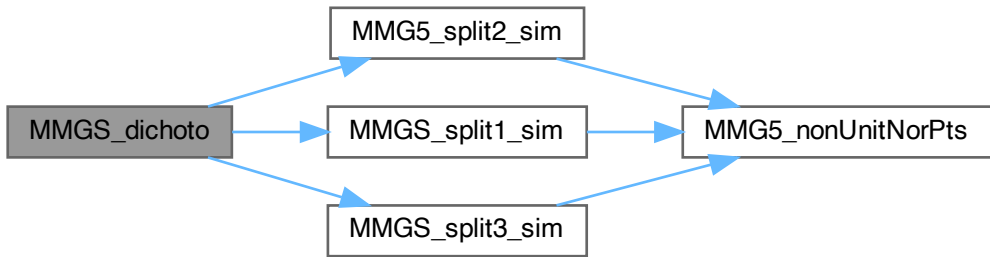 MMG5_split2_sim
MMGS_dichoto
MMGS_split1_sim
MMG5_nonUnitNorPts
MMGS_split3_sim